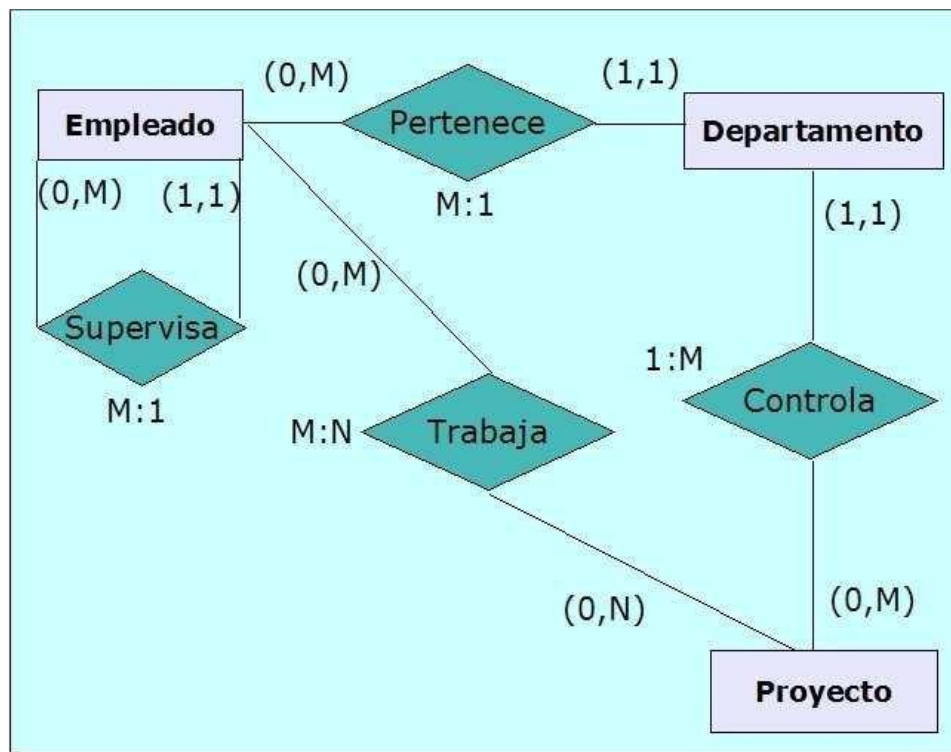 (0,M)
(1,1)
Empleado
Pertenece
Departamento
M:1
(0,M)
(1,1)
(1,1)
(0,M)
Supervisa
M:1
1:M
Controla
M:N
Trabaja
(0,N)
(0,M)
Proyecto